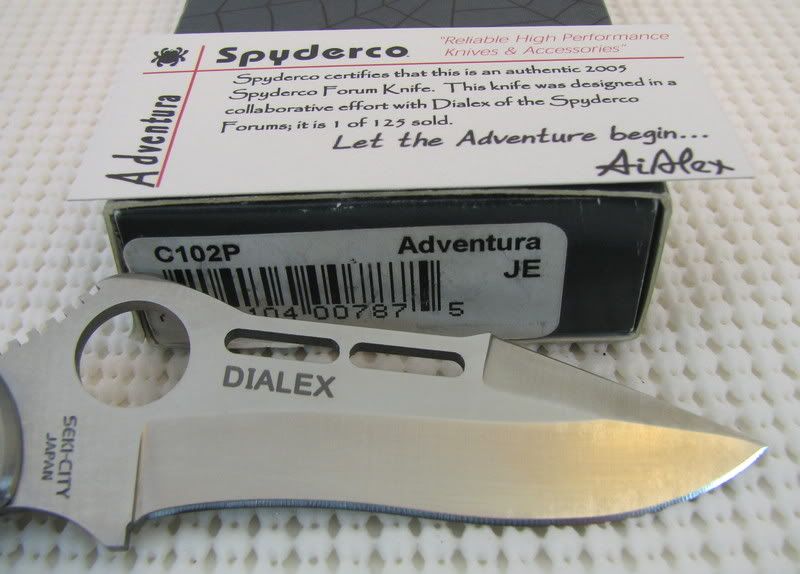 Spyderco
"Reliable High Performance
Knives & Accessories"
Adventura
Spyderco certifies that this is an authentic 2005
Spyderco Forum Knife. This knife was designed in a
collaborative effort with Dialex of the Spyderco
Forums; it is 1 of 125 sold.
Let the Adventure begin...
C102P
Adventura
JE
104 00787 5
DIALEX
SEKI-CITY
JAPAN